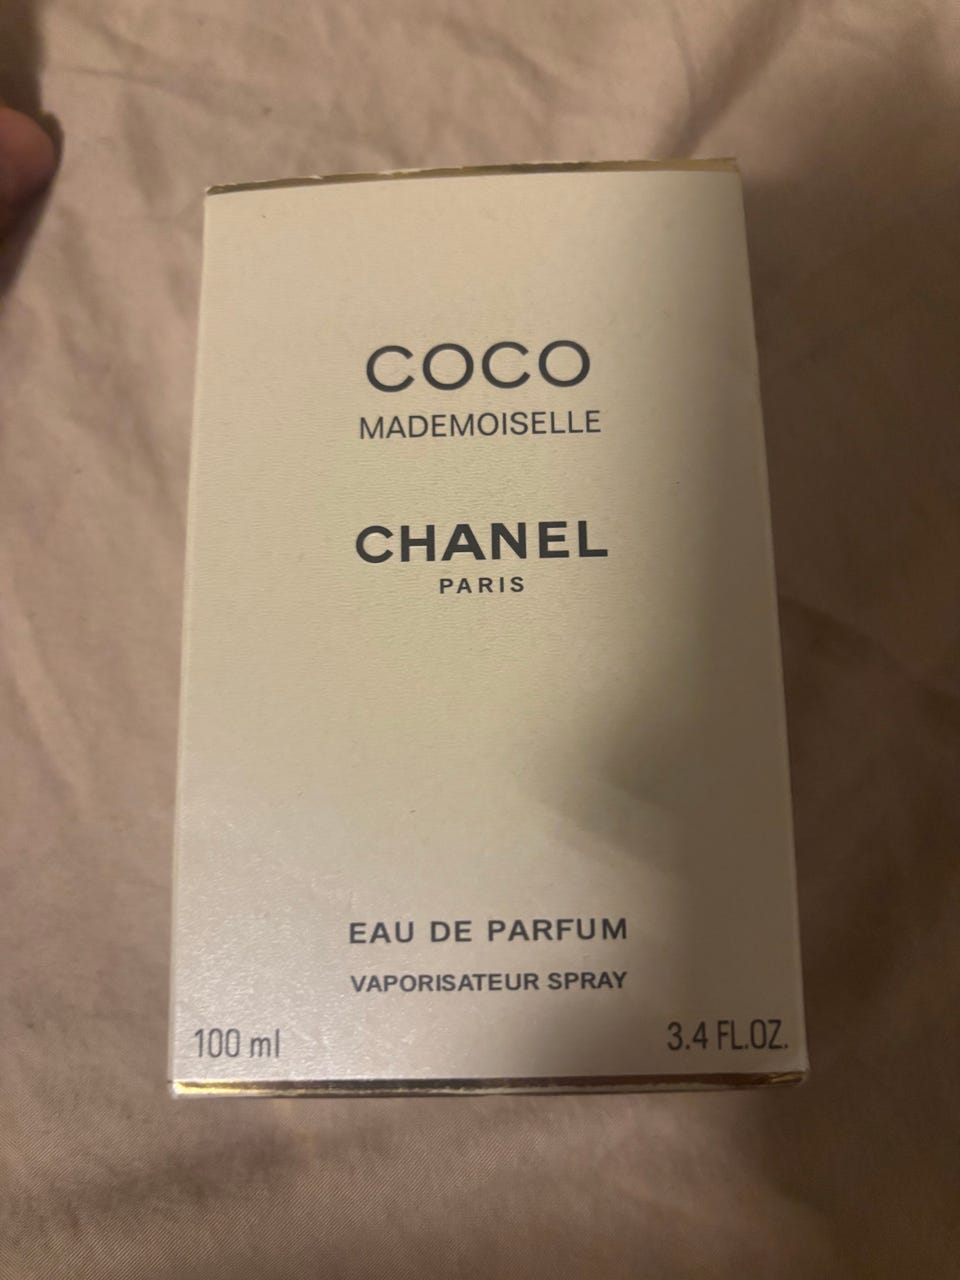 COCO
MADEMOISELLE
CHANEL
PARIS
EAU DE PARFUM
VAPORISATEUR SPRAY
100 ml 3.4 FL.OZ.